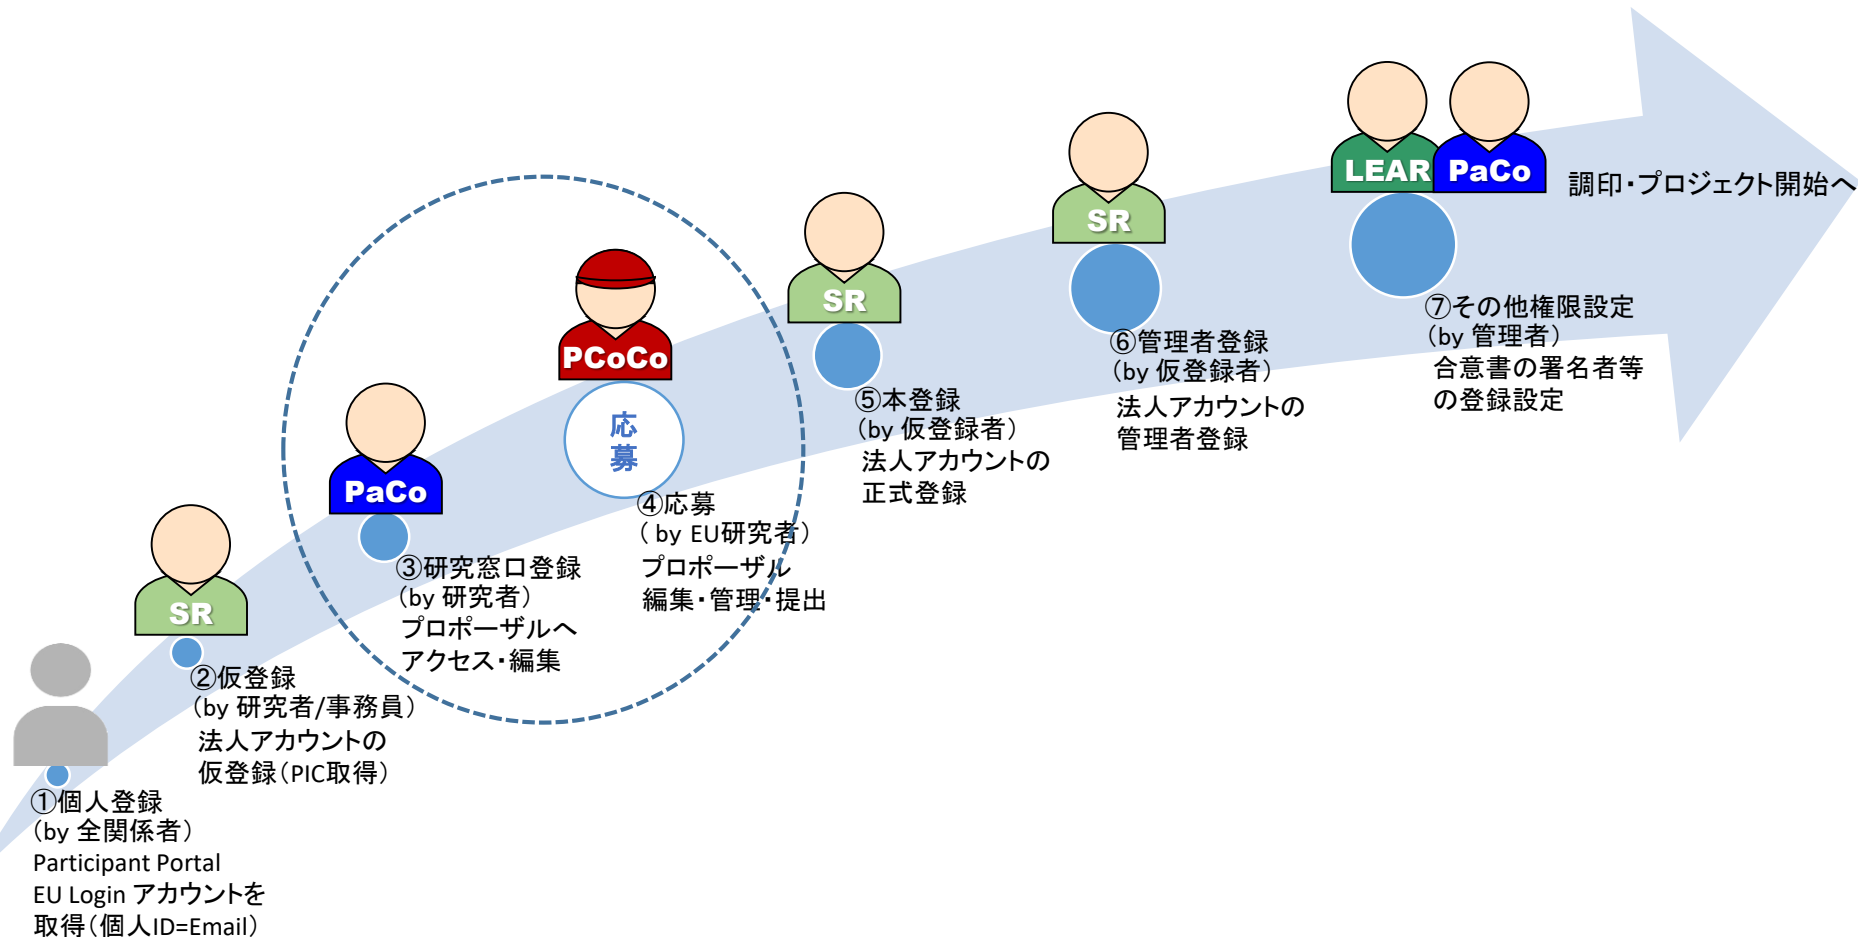 ①個人登録
(by 全関係者)
Participant Portal
EU Login アカウントを
取得(個人ID=Email)
SR
②仮登録
(by 研究者/事務員)
法人アカウントの
仮登録(PIC取得)
PaCo
③研究窓口登録
(by 研究者)
プロポーザルへ
アクセス・編集
PCoCo
応
募
④応募
( by EU研究者)
プロポーザル
編集・管理・提出
SR
⑤本登録
(by 仮登録者)
法人アカウントの
正式登録
SR
⑥管理者登録
(by 仮登録者)
法人アカウントの
管理者登録
LEAR PaCo
⑦その他権限設定
(by 管理者)
合意書の署名者等
の登録設定
調印・プロジェクト開始へ